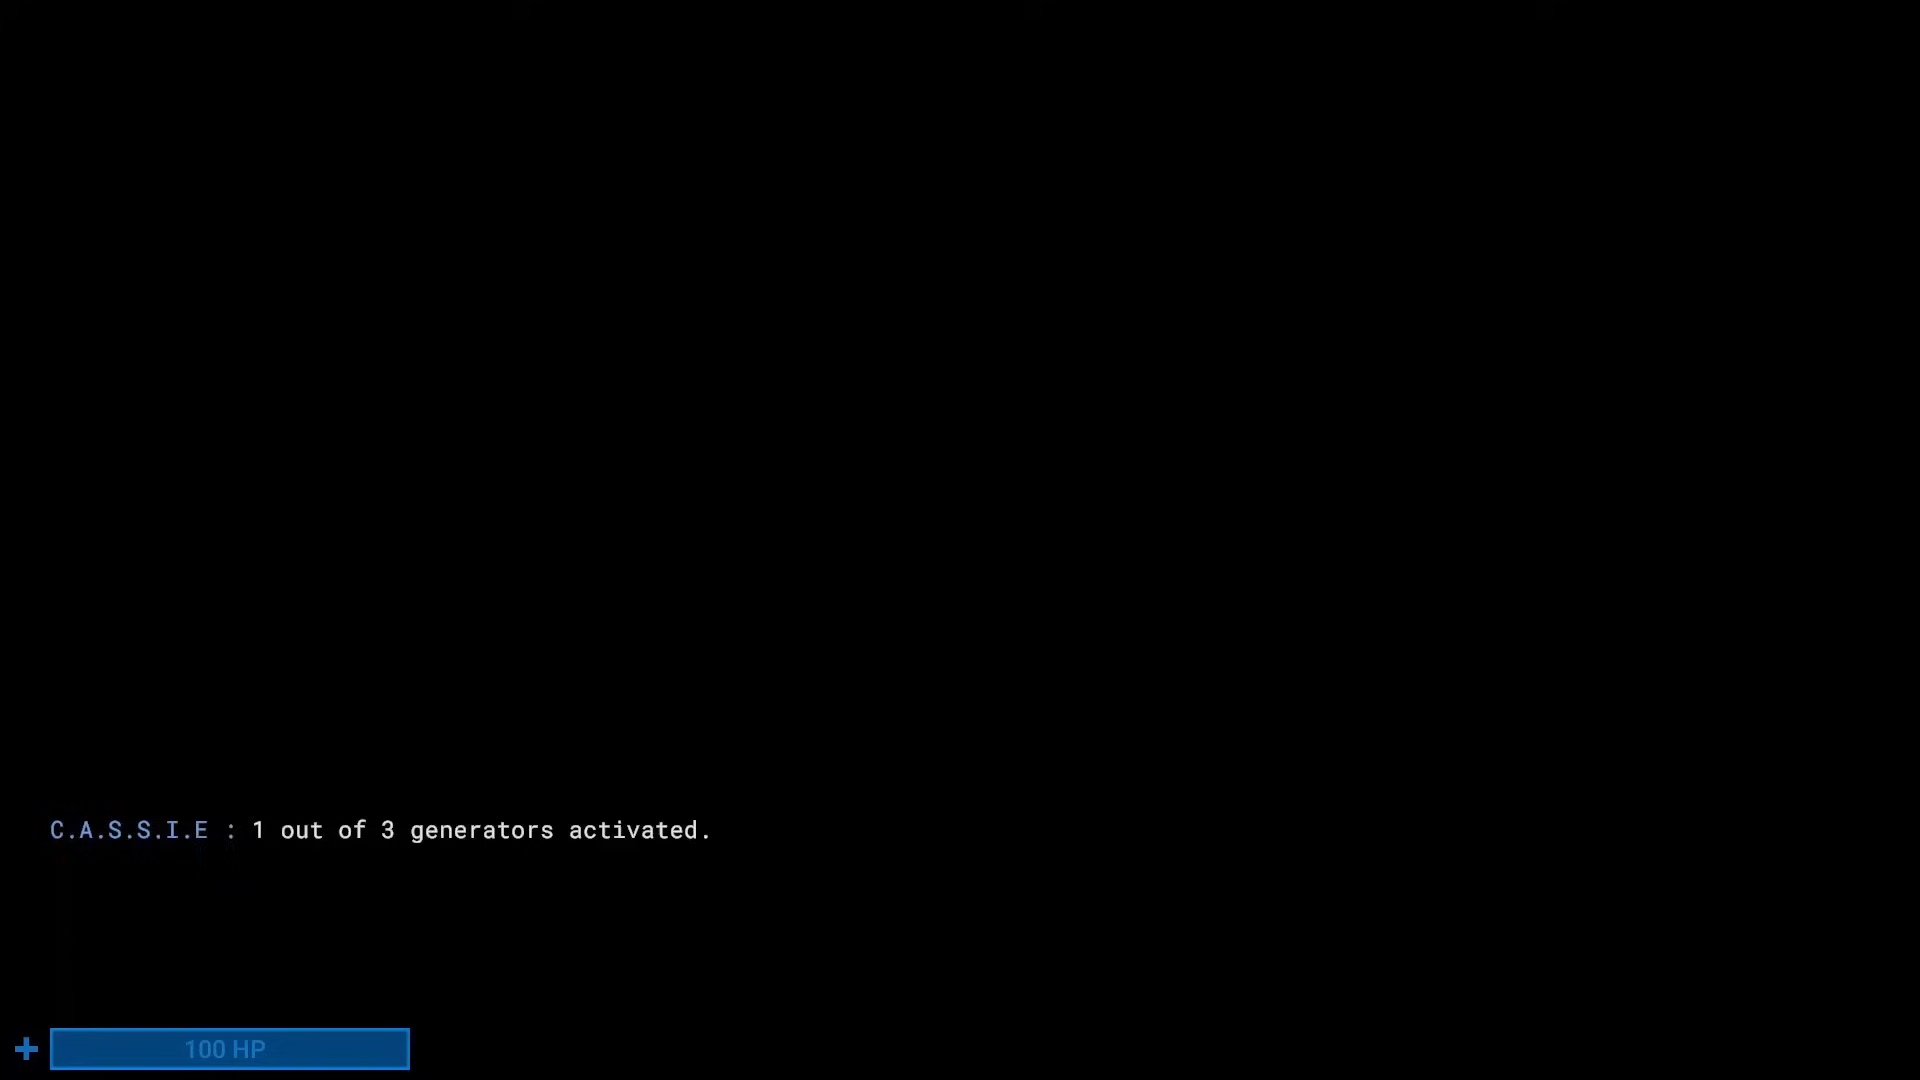 C.A.S.S.I.E : 1 out of 3 generators activated.
100 HP